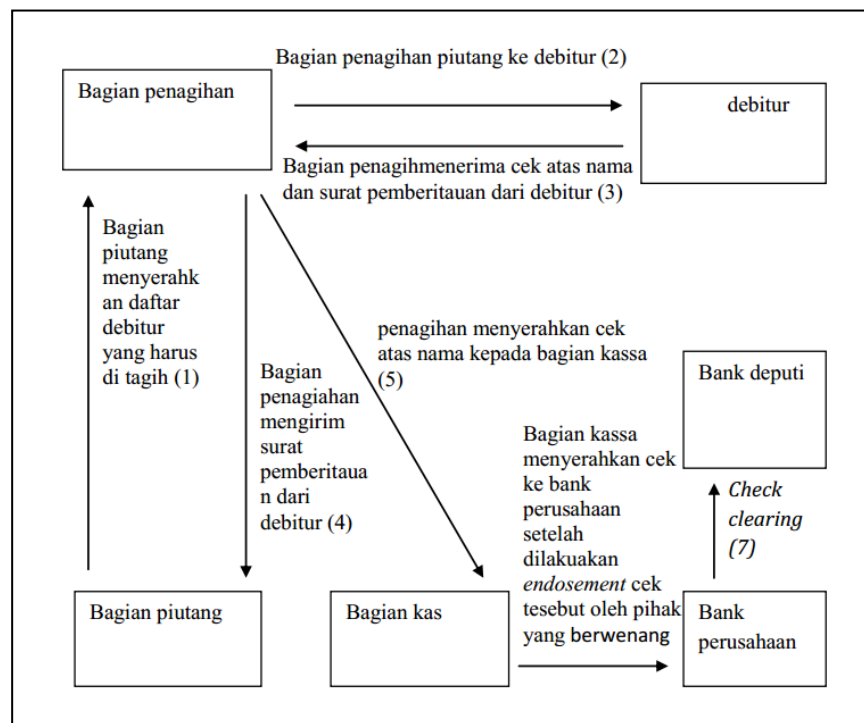 Bagian penagihan piutang ke debitur (2)
Bagian penagihan
debitur
Bagian penagihmenerima cek atas nama
dan surat pemberitauan dari debitur (3)
Bagian
piutang
menyerahk
an daftar
debitur
yang harus
di tagih (1)
penagihan menyerahkan cek
atas nama kepada bagian kassa
(5)
Bagian
penagiahan
mengirim
surat
pemberitaua
n dari
debitur (4)
Bank deputi
Bagian kassa
menyerahkan cek
ke bank
perusahaan
setelah
dilakuakan
endosement cek
tesebut oleh pihak
yang berwenang
Check
clearing
(7)
Bagian piutang
Bagian kas
Bank
perusahaan